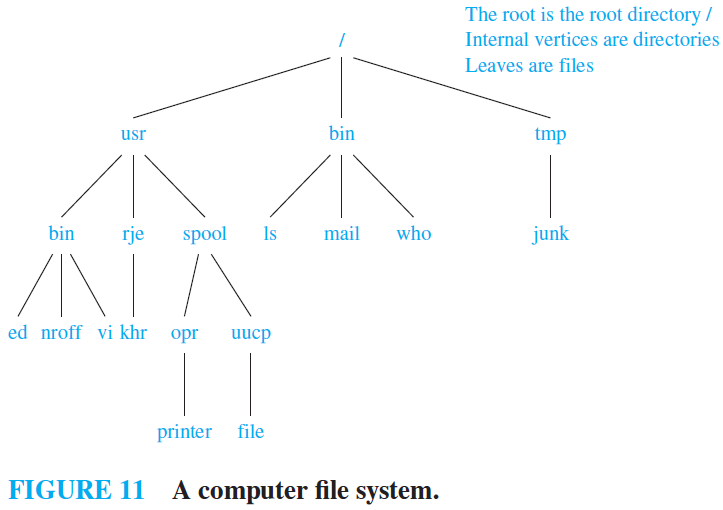 The root is the root directory /
Internal vertices are directories
Leaves are files
/
usr bin tmp
bin rje spool ls mail who junk
ed nroff vi khr opr uucp
printer file
FIGURE 11 A computer file system.